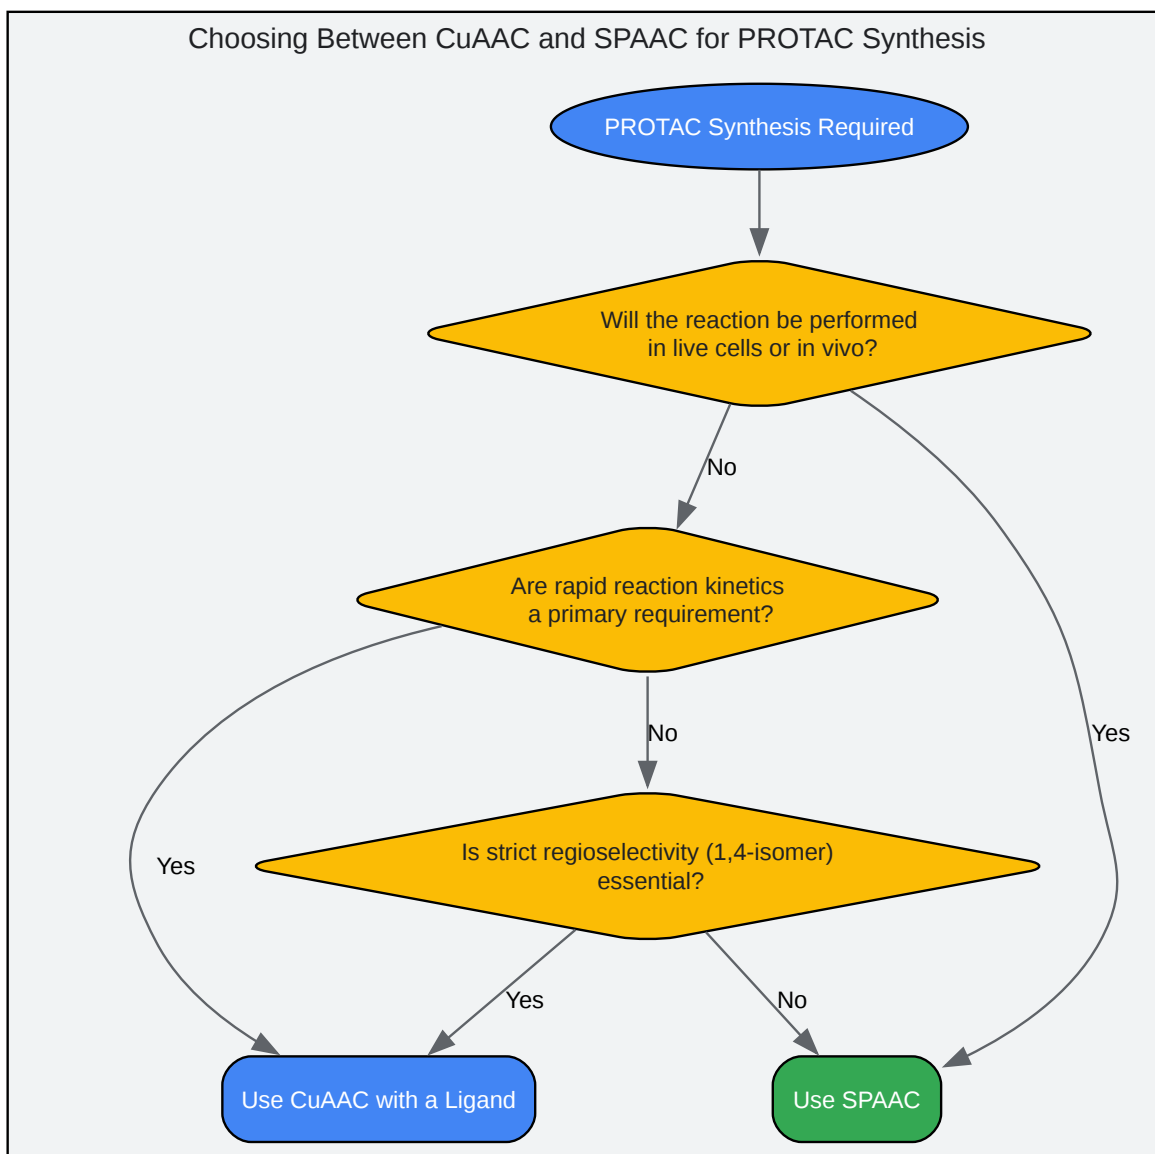 Choosing Between CuAAC and SPAAC for PROTAC Synthesis
PROTAC Synthesis Required
Will the reaction be performed
in live cells or in vivo?
No
Are rapid reaction kinetics
a primary requirement?
No
Yes
Is strict regioselectivity (1,4-isomer)
essential?
Yes
Yes
No
Use CuAAC with a Ligand
Use SPAAC